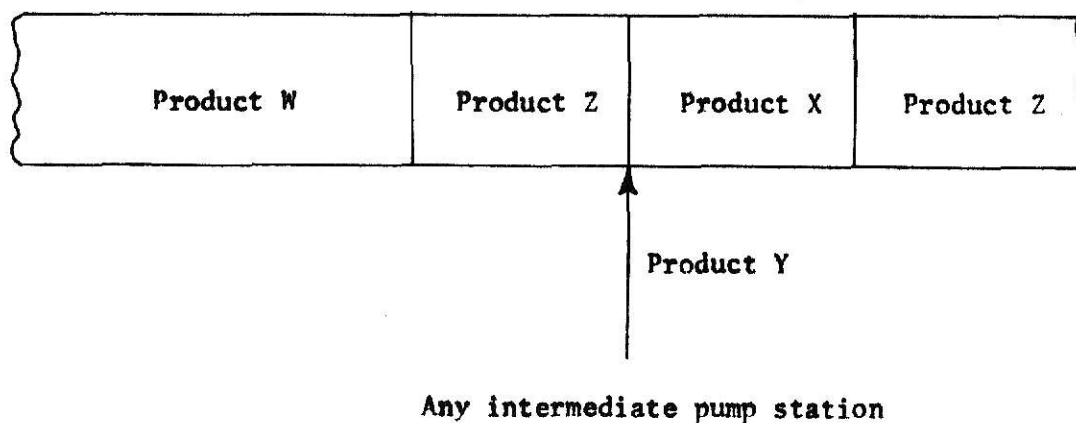 Product W Product Z Product X Product Z
Product Y
Any intermediate pump station